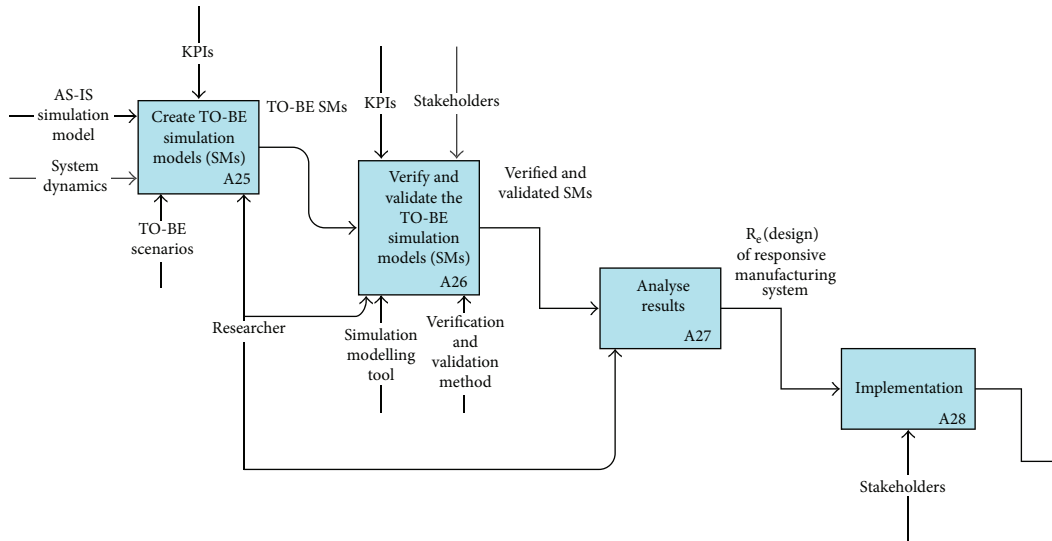 KPIs
AS-IS
simulation
model
System
dynamics
Create TO-BE
simulation
models (SMs)
A25
TO-BE
scenarios
TO-BE SMs
KPIs
Stakeholders
Verify and
validate the
TO-BE
simulation
models (SMs)
A26
Verified and
validated SMs
Researcher
Simulation
modelling
tool
Verification
and
validation
method
Analyse
results
A27
Re (design)
of responsive
manufacturing
system
Implementation
A28
Stakeholders